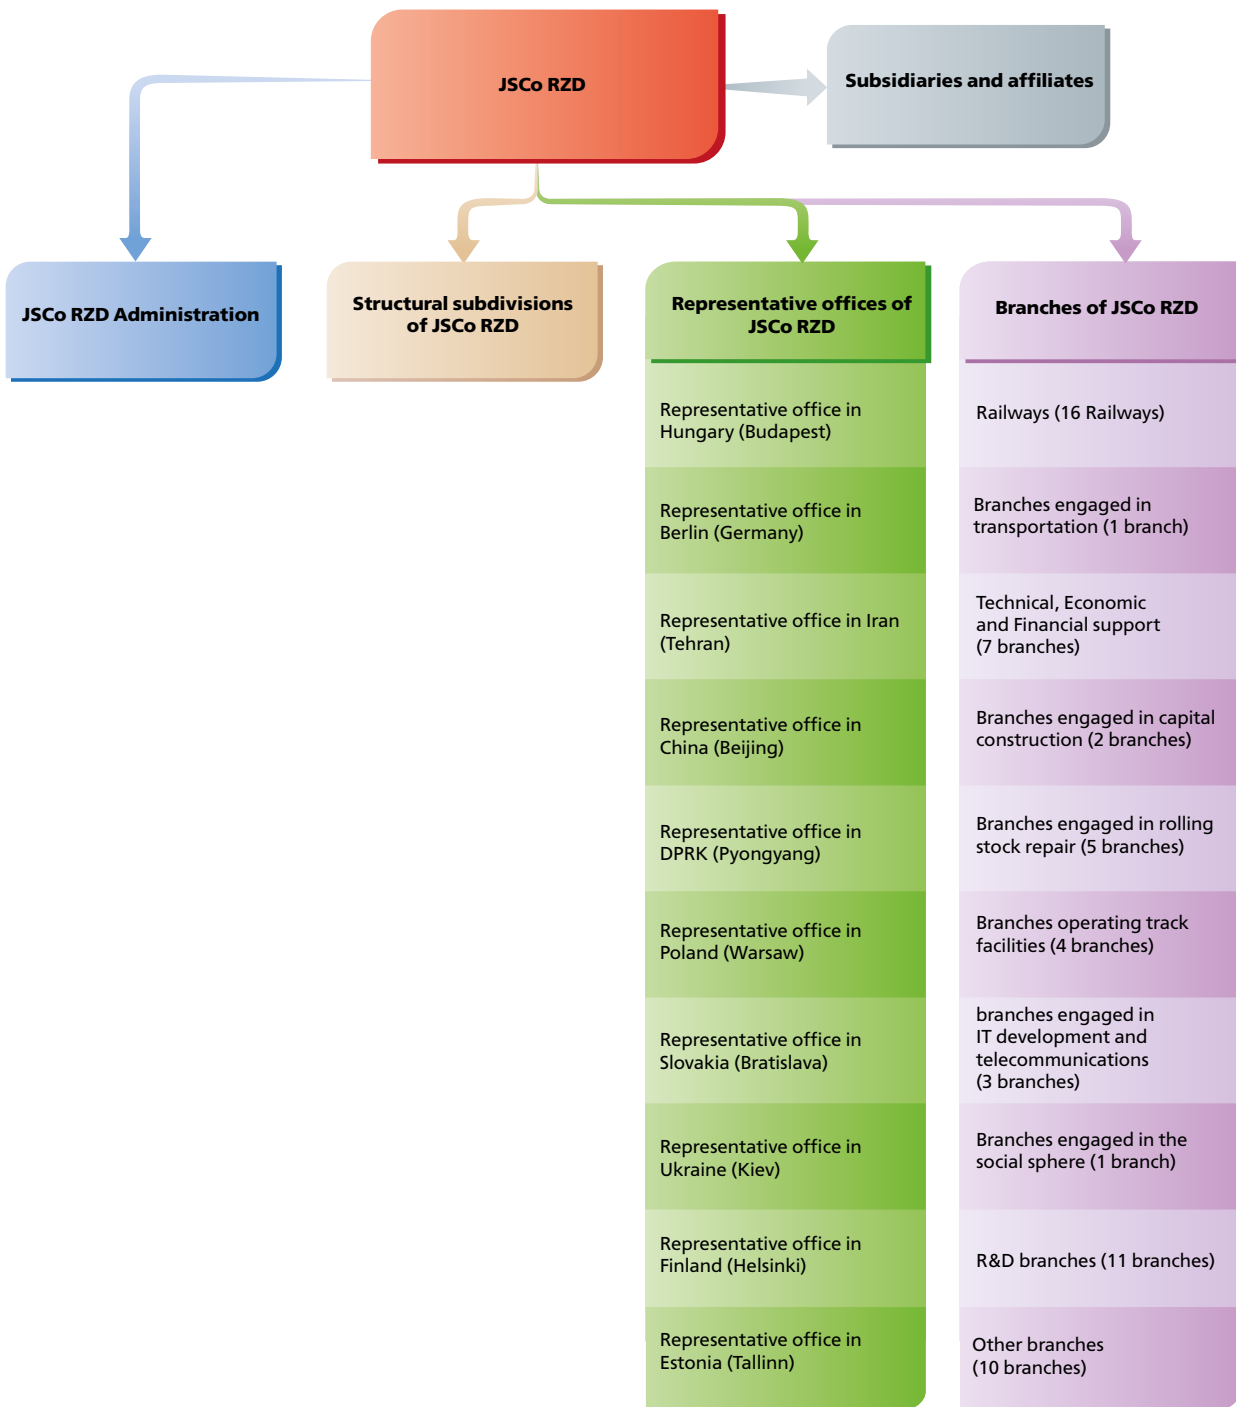 JSCo RZD
Subsidiaries and affiliates
JSCo RZD Administration
Structural subdivisions
of JSCo RZD
Representative offices of
JSCo RZD
Representative office in
Hungary (Budapest)
Representative office in
Berlin (Germany)
Representative office in Iran
(Tehran)
Representative office in
China (Beijing)
Representative office in
DPRK (Pyongyang)
Representative office in
Poland (Warsaw)
Representative office in
Slovakia (Bratislava)
Representative office in
Ukraine (Kiev)
Representative office in
Finland (Helsinki)
Representative office in
Estonia (Tallinn)
Branches of JSCo RZD
Railways (16 Railways)
Branches engaged in
transportation (1 branch)
Technical, Economic
and Financial support
(7 branches)
Branches engaged in capital
construction (2 branches)
Branches engaged in rolling
stock repair (5 branches)
Branches operating track
facilities (4 branches)
branches engaged in
IT development and
telecommunications
(3 branches)
Branches engaged in the
social sphere (1 branch)
R&D branches (11 branches)
Other branches
(10 branches)